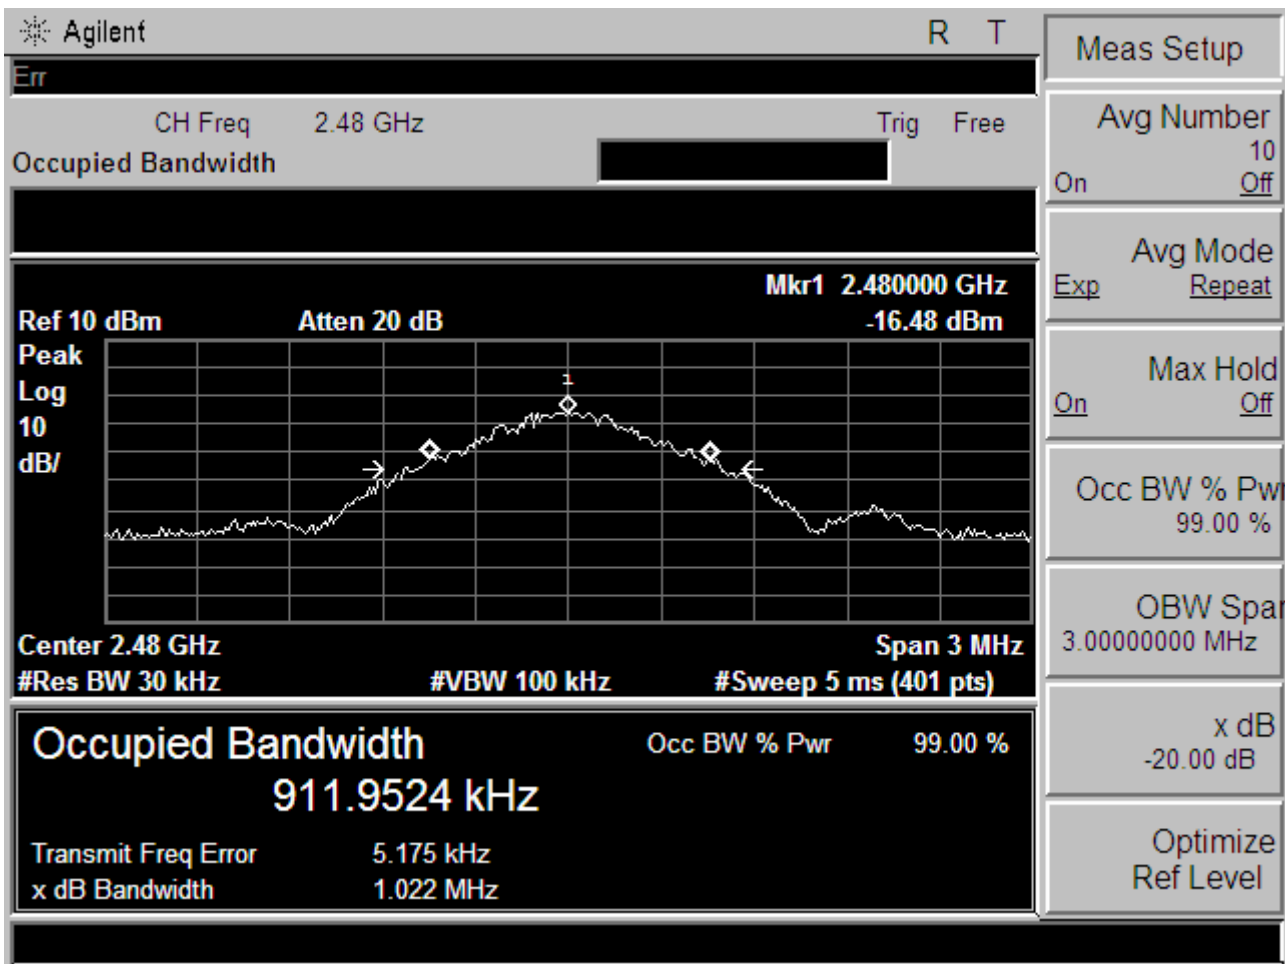 Agilent R T
Err
CH Freq 2.48 GHz Trig Free
Occupied Bandwidth
Mkr1 2.480000 GHz
Ref 10 dBm Atten 20 dB -16.48 dBm
Peak
Log
10
dB/
1
Center 2.48 GHz Span 3 MHz
#Res BW 30 kHz #VBW 100 kHz #Sweep 5 ms (401 pts)
Occupied Bandwidth Occ BW % Pwr 99.00 %
911.9524 kHz
Transmit Freq Error 5.175 kHz
x dB Bandwidth 1.022 MHz
Meas Setup
Avg Number
10
On Off
Avg Mode
Exp Repeat
Max Hold
On Off
Occ BW % Pwr
99.00 %
OBW Span
3.00000000 MHz
x dB
-20.00 dB
Optimize
Ref Level